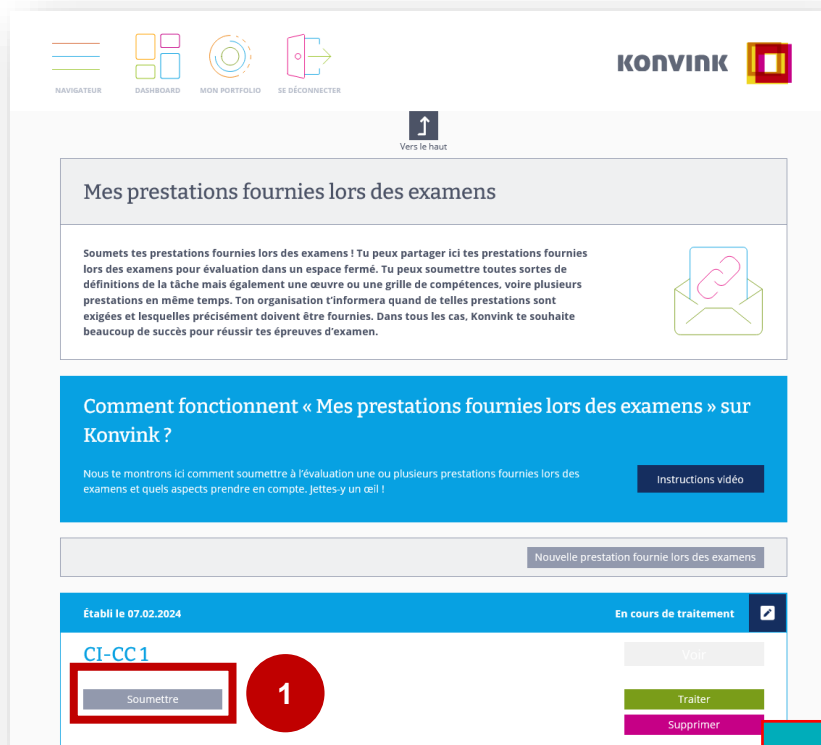 KONVINK
NAVIGATEUR DASHBOARD MON PORTFOLIO SE DÉCONNECTER
Vers le haut
Mes prestations fournies lors des examens
Soumets tes prestations fournies lors des examens ! Tu peux partager ici tes prestations fournies
lors des examens pour évaluation dans un espace fermé. Tu peux soumettre toutes sortes de
définitions de la tâche mais également une œuvre ou une grille de compétences, voire plusieurs
prestations en même temps. Ton organisation t’informera quand de telles prestations sont
exigées et lesquelles précisément doivent être fournies. Dans tous les cas, Konvink te souhaite
beaucoup de succès pour réussir tes épreuves d’examen.
Comment fonctionnent « Mes prestations fournies lors des examens » sur
Konvink ?
Nous te montrons ici comment soumettre à l’évaluation une ou plusieurs prestations fournies lors des
examens et quels aspects prendre en compte. Jettes-y un œil !
Instructions vidéo
Nouvelle prestation fournie lors des examens
Établi le 07.02.2024 En cours de traitement
CI-CC 1
Voir
Soumettre
1
Traiter
Supprimer